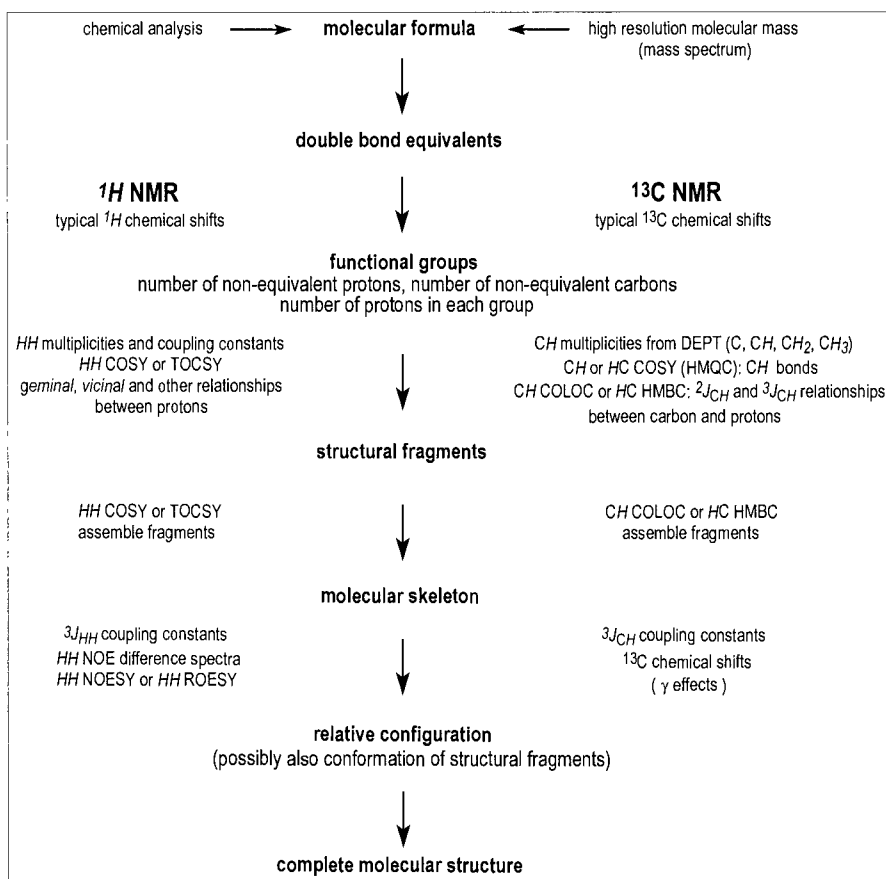 chemical analysis → molecular formula ← high resolution molecular mass
(mass spectrum)
double bond equivalents
¹H NMR
typical ¹H chemical shifts
¹³C NMR
typical ¹³C chemical shifts
functional groups
number of non-equivalent protons, number of non-equivalent carbons
number of protons in each group
HH multiplicities and coupling constants
HH COSY or TOCSY
geminal, vicinal and other relationships
between protons
CH multiplicities from DEPT (C, CH, CH₂, CH₃)
CH or HC COSY (HMQC): CH bonds
CH COLOC or HC HMBC: ²J_CH and ³J_CH relationships
between carbon and protons
structural fragments
HH COSY or TOCSY
assemble fragments
CH COLOC or HC HMBC
assemble fragments
molecular skeleton
³J_HH coupling constants
HH NOE difference spectra
HH NOESY or HH ROESY
³J_CH coupling constants
¹³C chemical shifts
( γ effects )
relative configuration
(possibly also conformation of structural fragments)
complete molecular structure